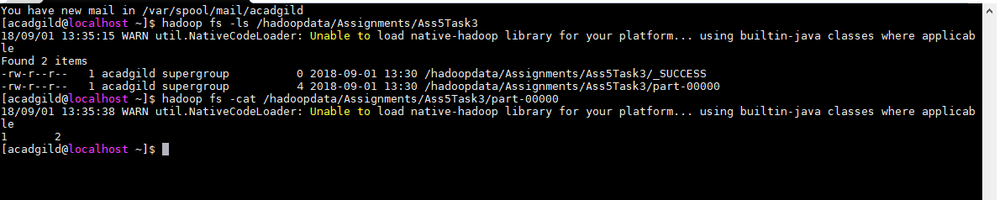 You have new mail in /var/spool/mail/acadgild
[acadgild@localhost ~]$ hadoop fs -ls /hadoopdata/Assignments/Ass5Task3
18/09/01 13:35:15 WARN util.NativeCodeLoader: Unable to load native-hadoop library for your platform... using builtin-java classes where applicab
le
Found 2 items
-rw-r--r--   1 acadgild supergroup          0 2018-09-01 13:30 /hadoopdata/Assignments/Ass5Task3/_SUCCESS
-rw-r--r--   1 acadgild supergroup          4 2018-09-01 13:30 /hadoopdata/Assignments/Ass5Task3/part-00000
[acadgild@localhost ~]$ hadoop fs -cat /hadoopdata/Assignments/Ass5Task3/part-00000
18/09/01 13:35:38 WARN util.NativeCodeLoader: Unable to load native-hadoop library for your platform... using builtin-java classes where applicab
le
1       2
[acadgild@localhost ~]$